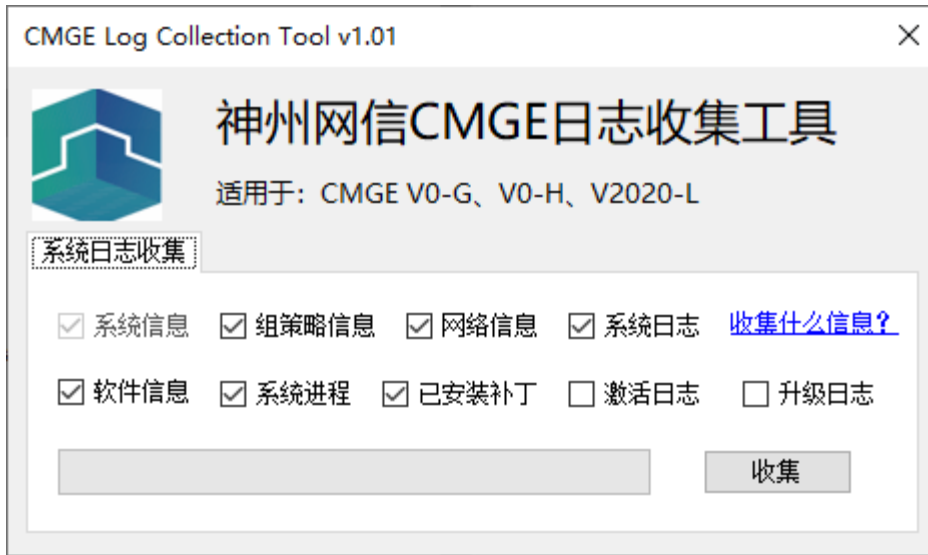 CMGE Log Collection Tool v1.01
神州网信CMGE日志收集工具
适用于：CMGE V0-G、V0-H、V2020-L
系统日志收集
系统信息 组策略信息 网络信息 系统日志 收集什么信息？
软件信息 系统进程 已安装补丁 激活日志 升级日志
收集